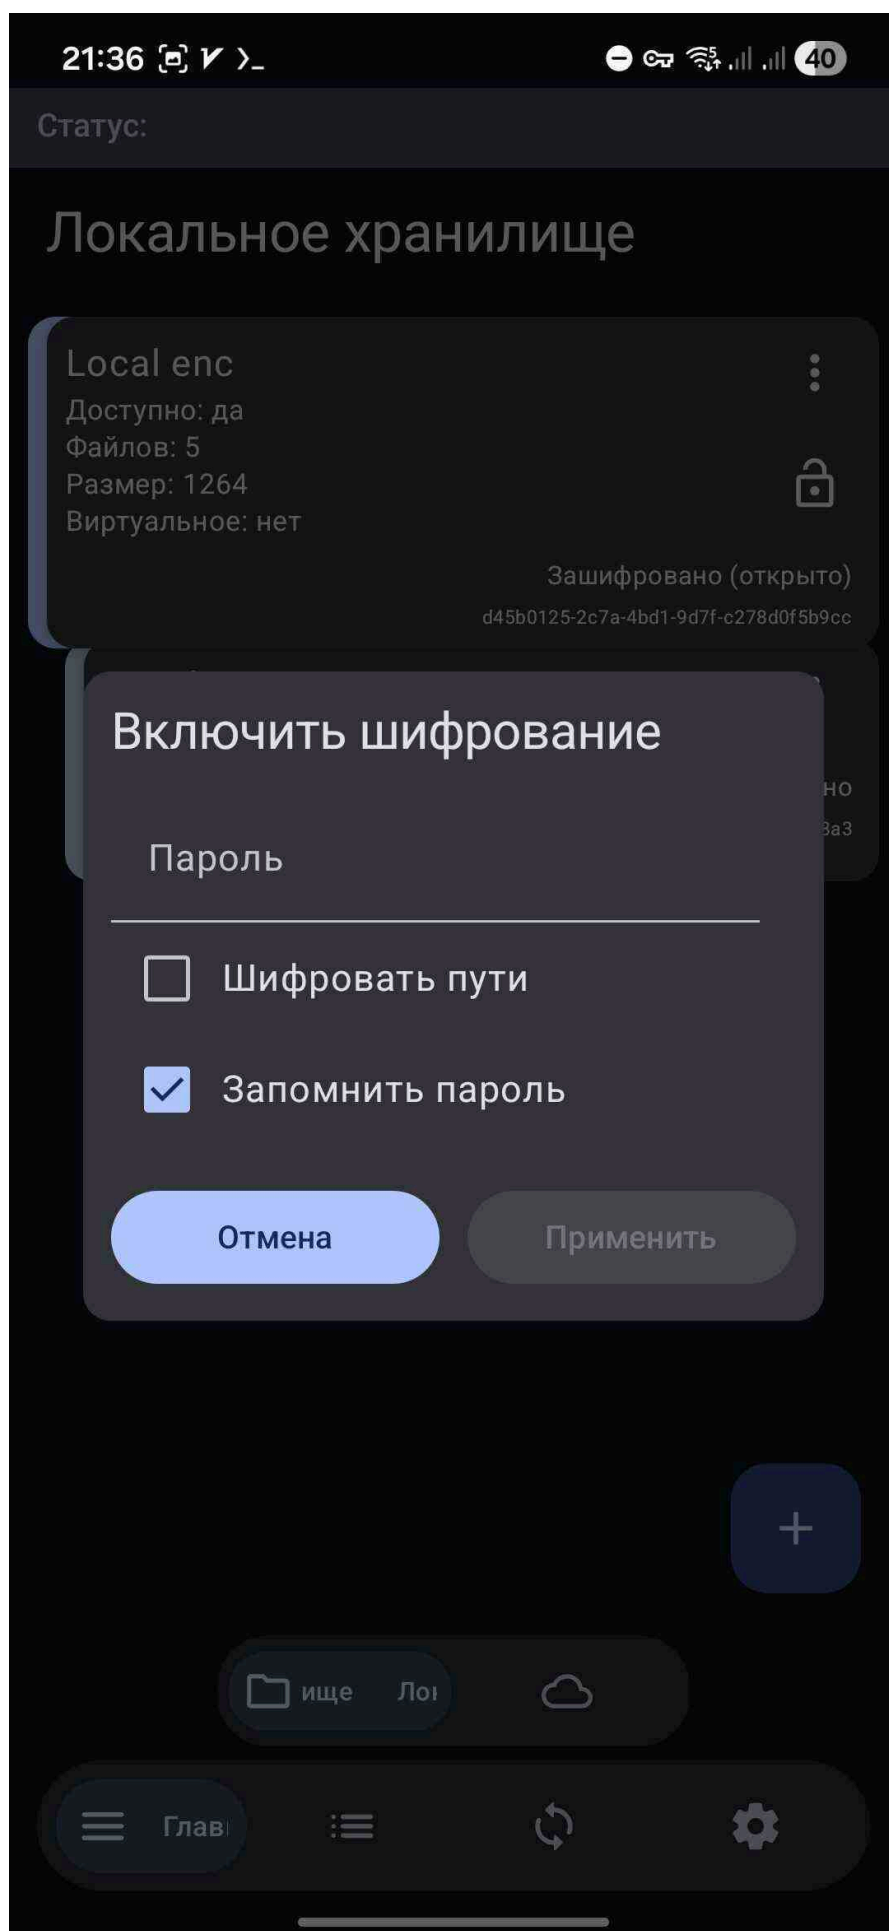 21:36
40
Статус:
Локальное хранилище
Local enc
Доступно: да
Файлов: 5
Размер: 1264
Виртуальное: нет
Зашифровано (открыто)
d45b0125-2c7a-4bd1-9d7f-c278d0f5b9cc
Включить шифрование
но
3a3
Пароль
Шифровать пути
Запомнить пароль
Отмена
Применить
ище Лок
Глав